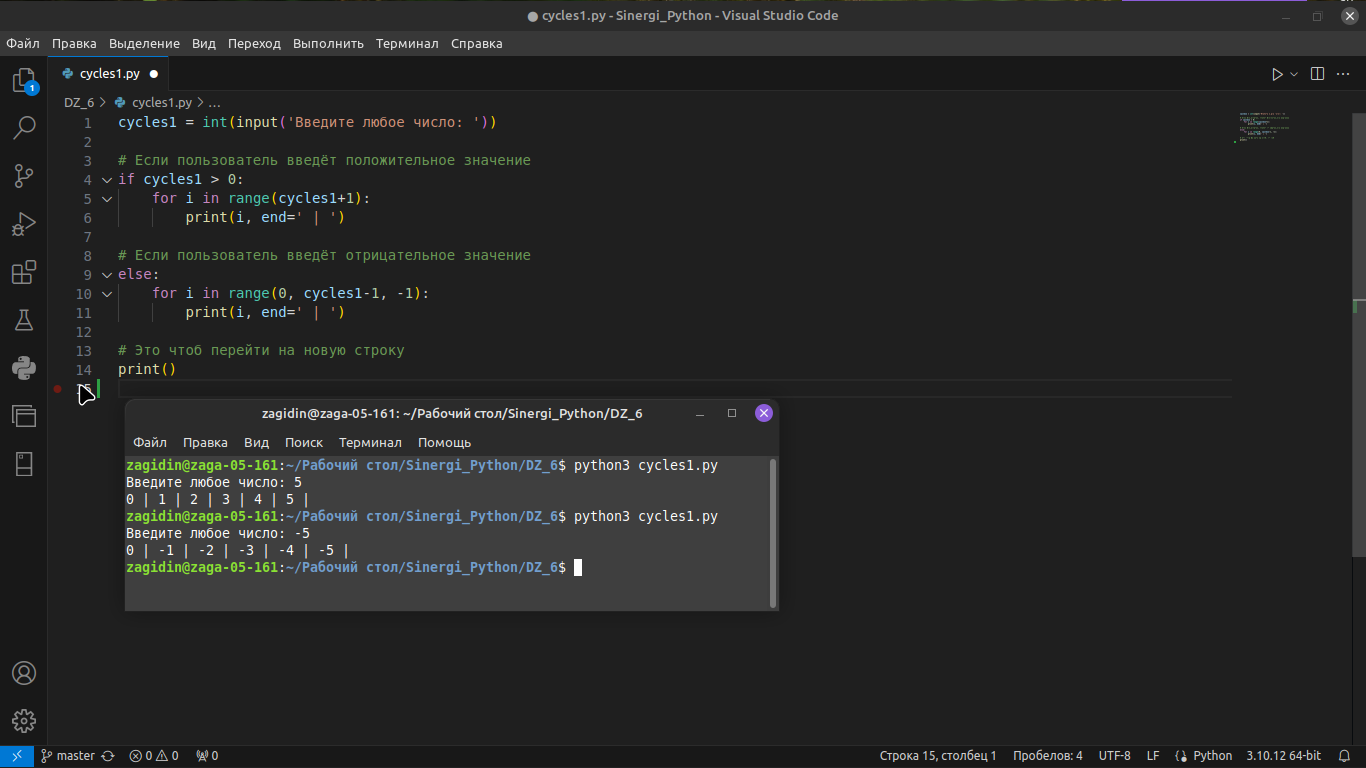 ● cycles1.py - Sinergi_Python - Visual Studio Code
Файл Правка Выделение Вид Переход Выполнить Терминал Справка
cycles1.py ●
DZ_6 > cycles1.py > ...
1 cycles1 = int(input('Введите любое число: '))
2
3 # Если пользователь введёт положительное значение
4 if cycles1 > 0:
5 for i in range(cycles1+1):
6 print(i, end=' | ')
7
8 # Если пользователь введёт отрицательное значение
9 else:
10 for i in range(0, cycles1-1, -1):
11 print(i, end=' | ')
12
13 # Это чтоб перейти на новую строку
14 print()
15
zagidin@zaga-05-161: ~/Рабочий стол/Sinergi_Python/DZ_6
Файл Правка Вид Поиск Терминал Помощь
zagidin@zaga-05-161:~/Рабочий стол/Sinergi_Python/DZ_6$ python3 cycles1.py
Введите любое число: 5
0 | 1 | 2 | 3 | 4 | 5 |
zagidin@zaga-05-161:~/Рабочий стол/Sinergi_Python/DZ_6$ python3 cycles1.py
Введите любое число: -5
0 | -1 | -2 | -3 | -4 | -5 |
zagidin@zaga-05-161:~/Рабочий стол/Sinergi_Python/DZ_6$
1
master 0 0 0 Строка 15, столбец 1 Пробелов: 4 UTF-8 LF Python 3.10.12 64-bit